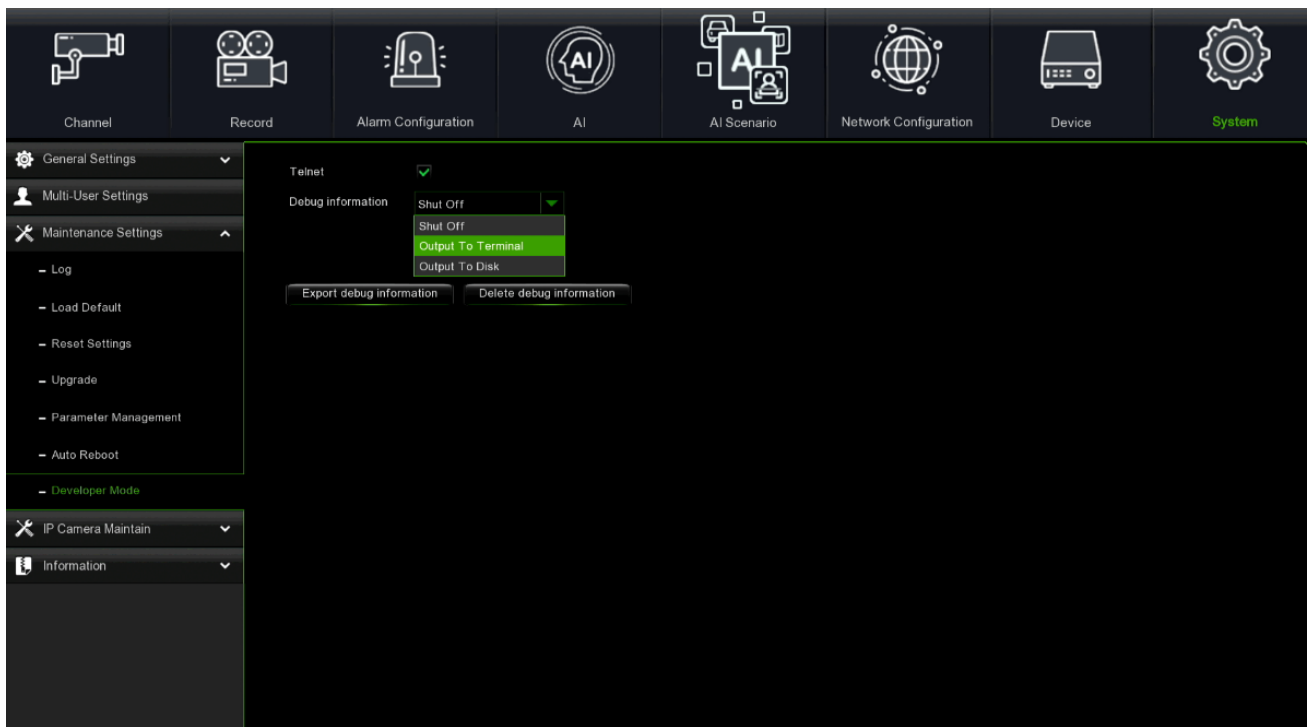 AI
AI
Channel
Record
Alarm Configuration
AI
AI Scenario
Network Configuration
Device
System
General Settings
Multi-User Settings
Maintenance Settings
Log
Load Default
Reset Settings
Upgrade
Parameter Management
Auto Reboot
Developer Mode
IP Camera Maintain
Information
Telnet
Debug information
Shut Off
Shut Off
Output To Terminal
Output To Disk
Export debug information
Delete debug information